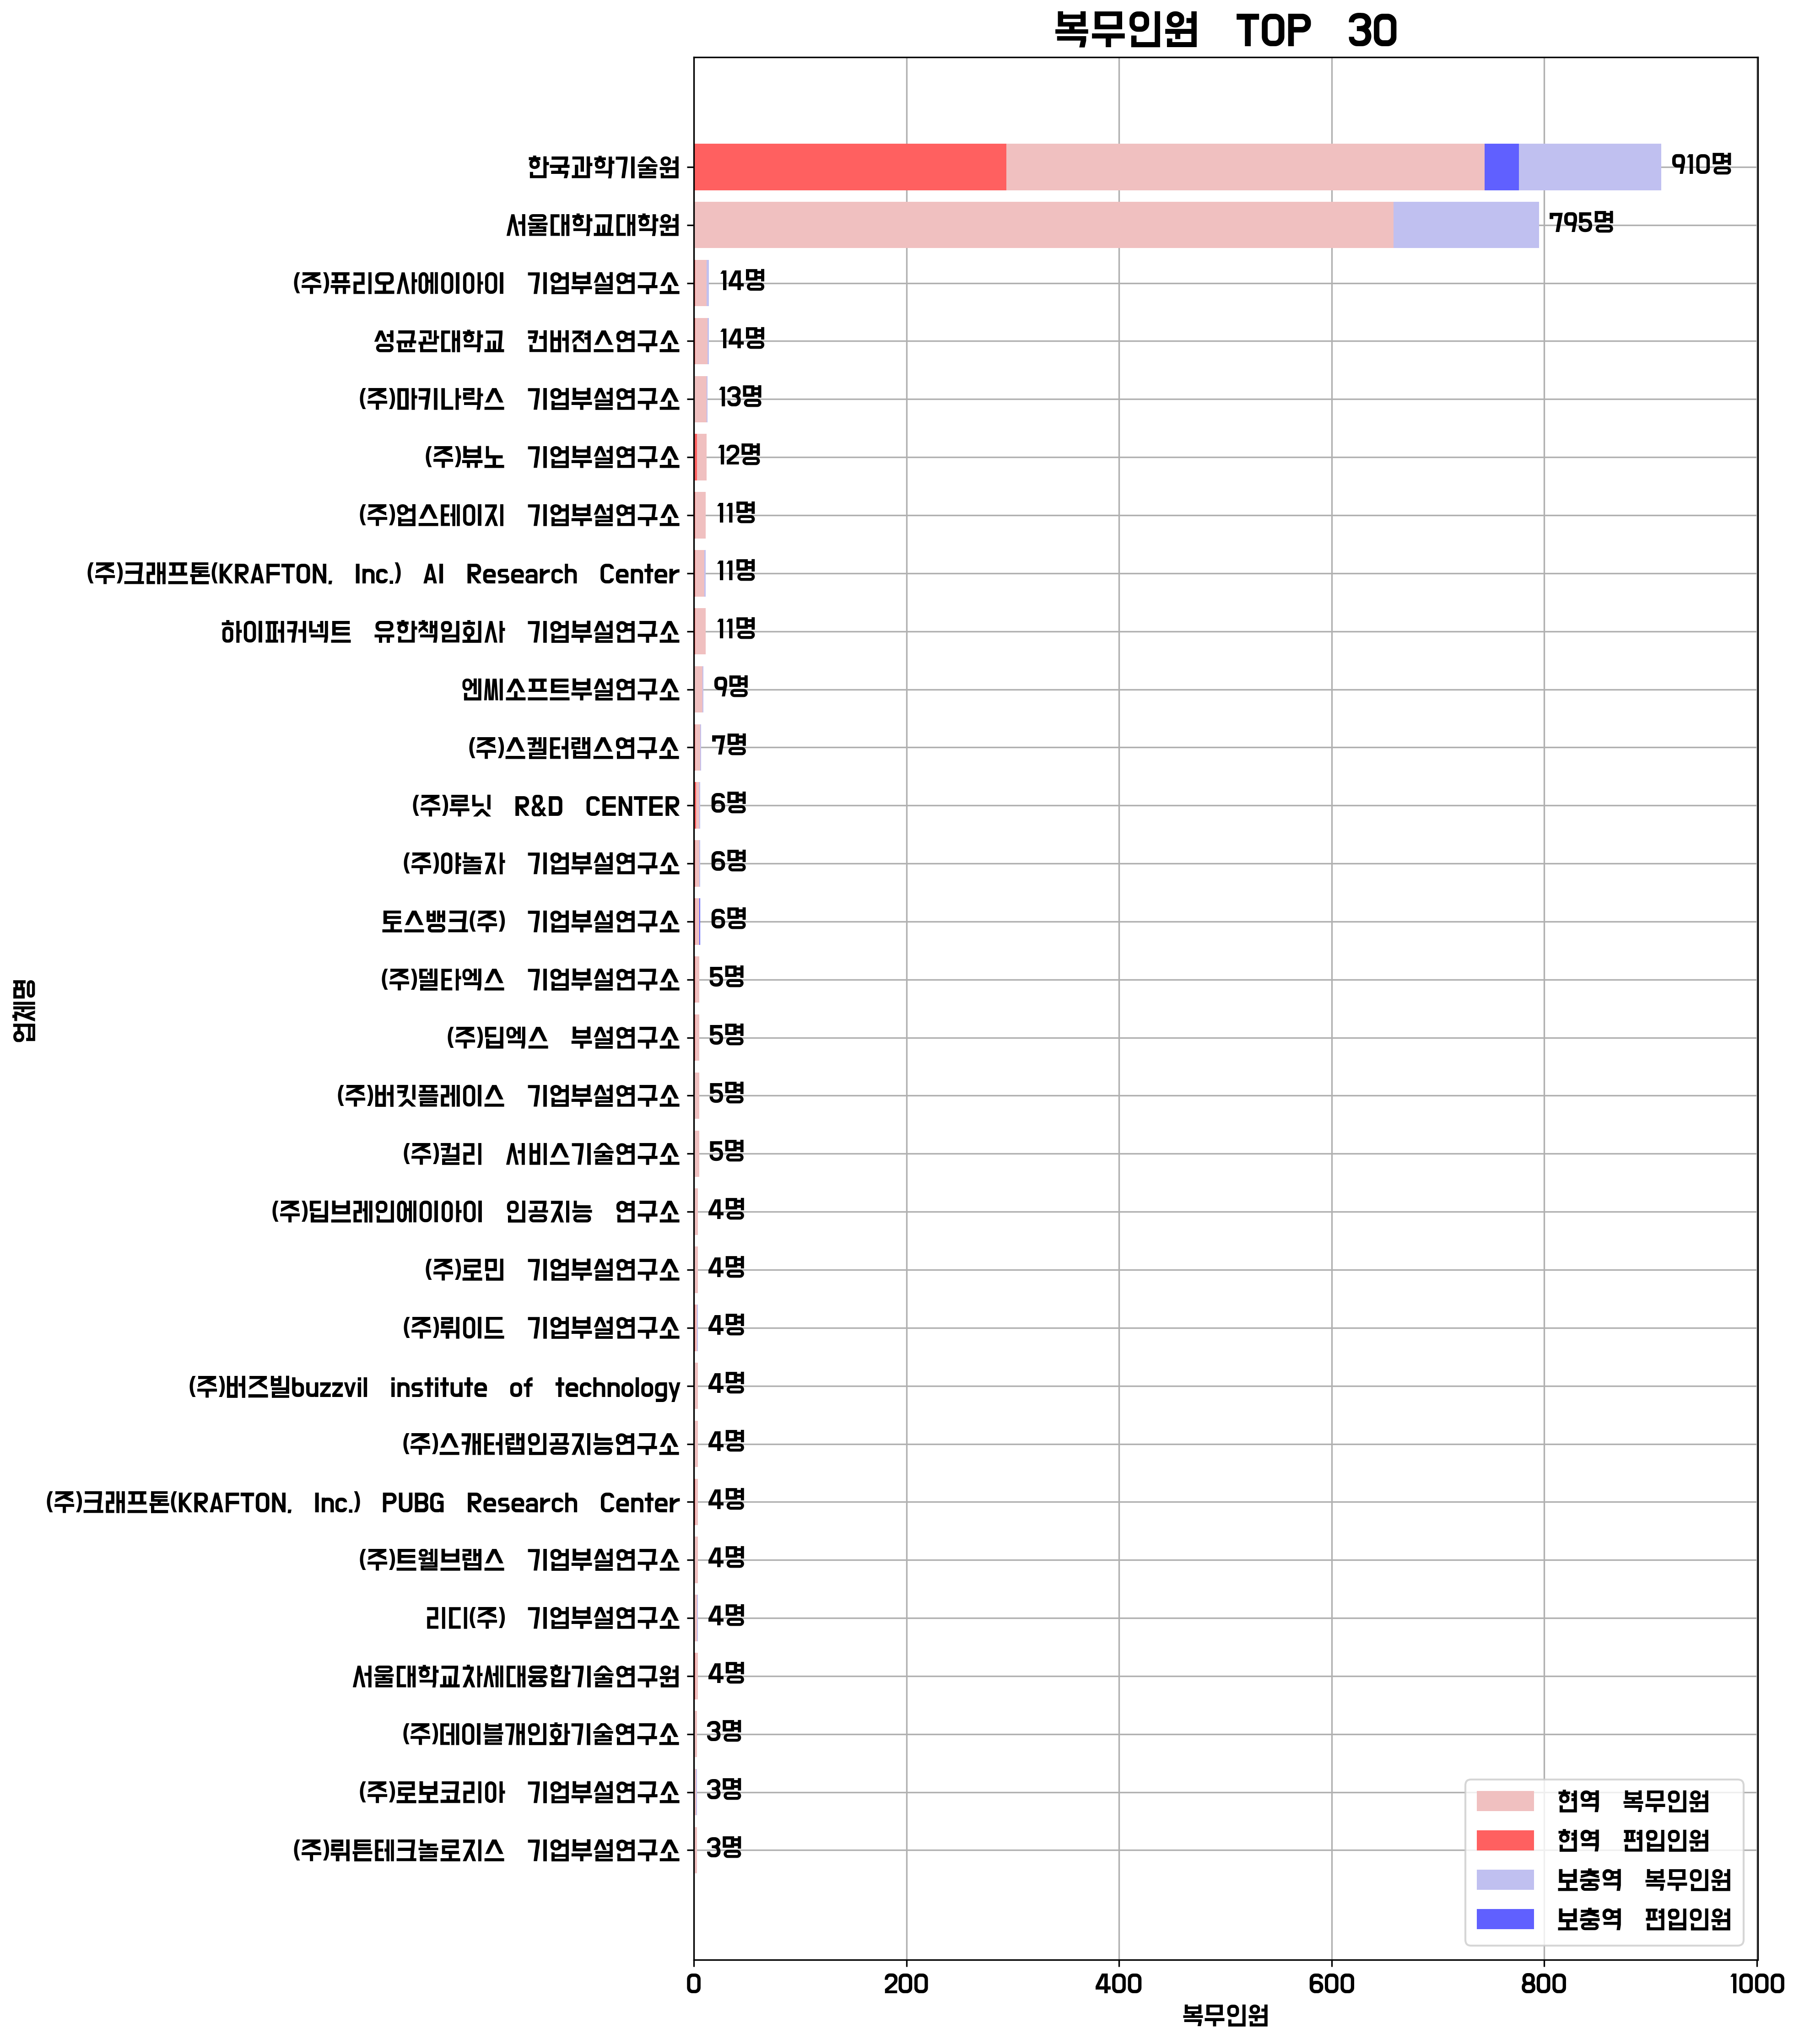 복무인원 TOP 30
한국과학기술원 910명
서울대학교대학원 795명
(주)퓨리오사에이아이 기업부설연구소 14명
성균관대학교 컨버젼스연구소 14명
(주)마키나락스 기업부설연구소 13명
(주)뷰노 기업부설연구소 12명
(주)업스테이지 기업부설연구소 11명
(주)크래프톤(KRAFTON, Inc.) AI Research Center 11명
하이퍼커넥트 유한책임회사 기업부설연구소 11명
엔씨소프트부설연구소 9명
(주)스켈터랩스연구소 7명
(주)루닛 R&D CENTER 6명
(주)야놀자 기업부설연구소 6명
토스뱅크(주) 기업부설연구소 6명
(주)델타엑스 기업부설연구소 5명
(주)딥엑스 부설연구소 5명
(주)버킷플레이스 기업부설연구소 5명
(주)컬리 서비스기술연구소 5명
(주)딥브레인에이아이 인공지능 연구소 4명
(주)로민 기업부설연구소 4명
(주)뤼이드 기업부설연구소 4명
(주)버즈빌buzzvil institute of technology 4명
(주)스캐터랩인공지능연구소 4명
(주)크래프톤(KRAFTON, Inc.) PUBG Research Center 4명
(주)트웰브랩스 기업부설연구소 4명
리디(주) 기업부설연구소 4명
서울대학교차세대융합기술연구원 4명
(주)데이블개인화기술연구소 3명
(주)로보코리아 기업부설연구소 3명
(주)뤼튼테크놀로지스 기업부설연구소 3명
업체명
현역 복무인원
현역 편입인원
보충역 복무인원
보충역 편입인원
0 200 400 600 800 1000
복무인원